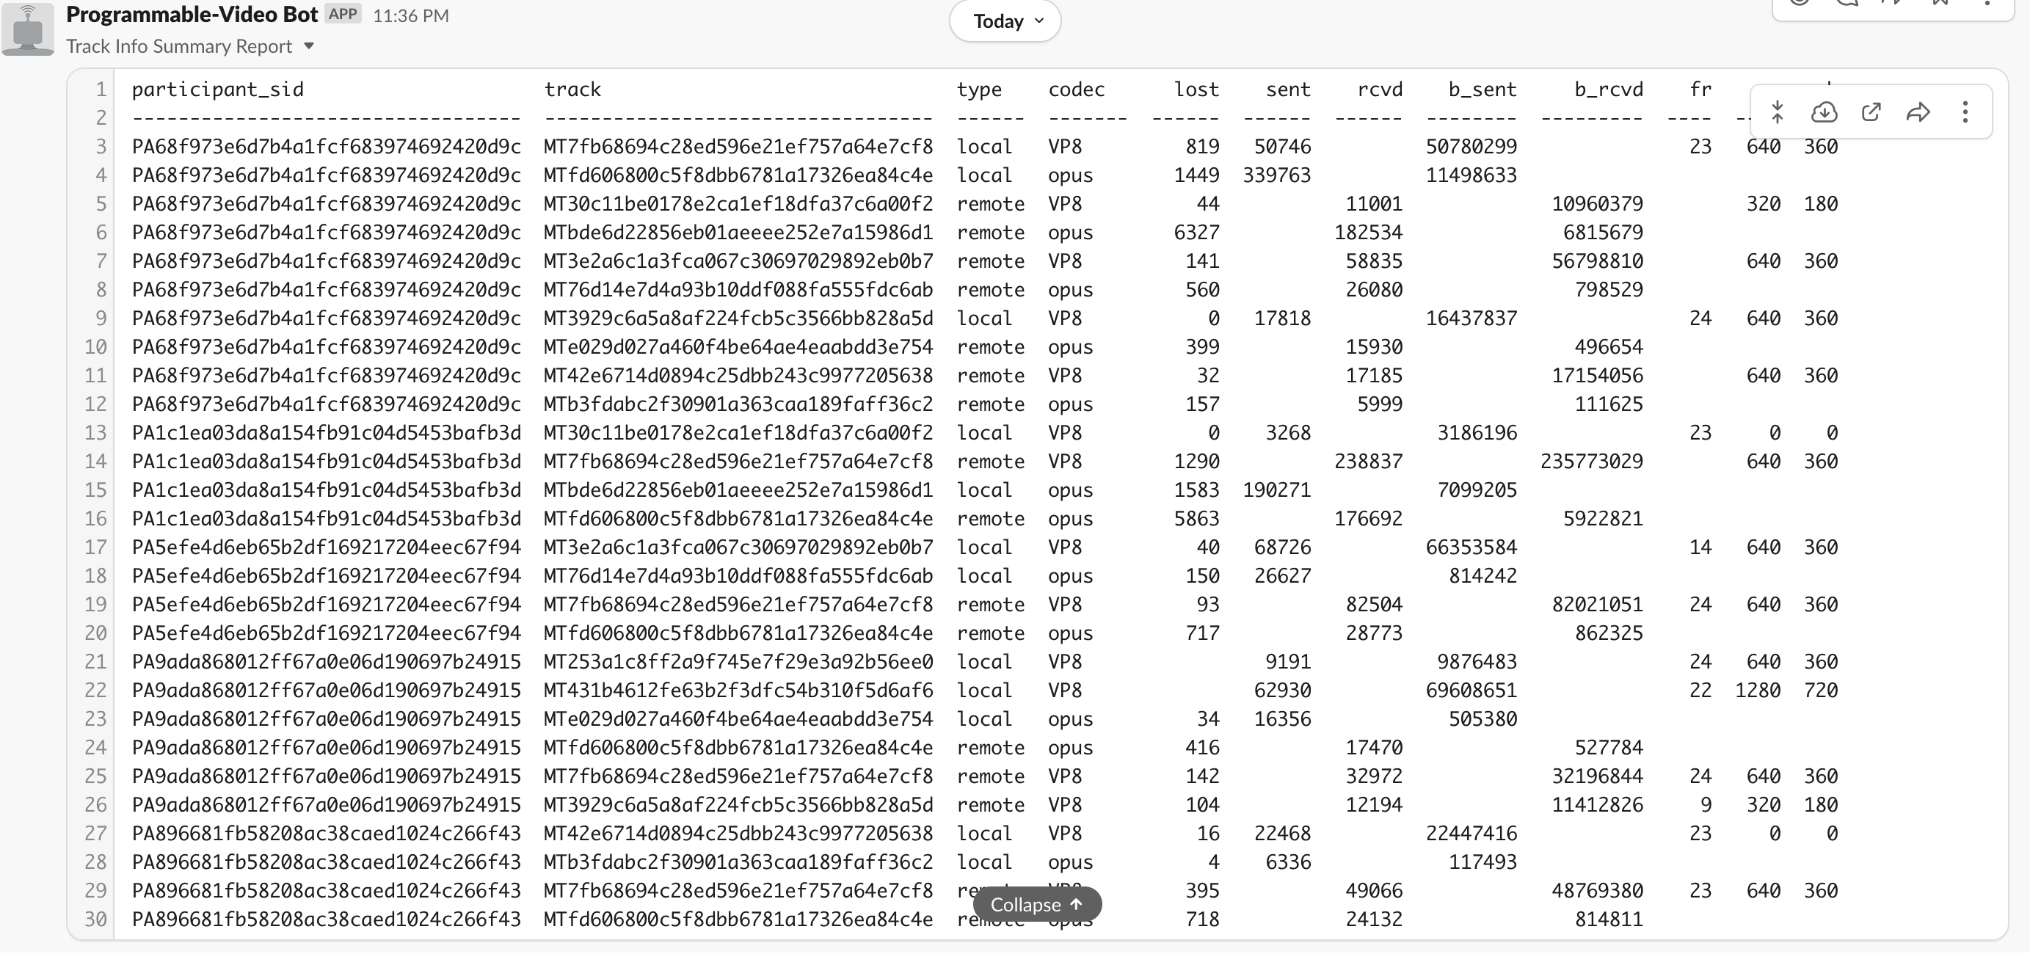 Programmable-Video Bot APP 11:36 PM
Today
Track Info Summary Report
1 participant_sid track type codec lost sent rcvd b_sent b_rcvd fr
2 ---------------------------------- ---------------------------------- ------ ------- ------ ------ ------ -------- --------- ----
3 PA68f973e6d7b4a1fcf683974692420d9c MT7fb68694c28ed596e21ef757a64e7cf8 local VP8 819 50746 50780299 23 640 360
4 PA68f973e6d7b4a1fcf683974692420d9c MTfd606800c5f8dbb6781a17326ea84c4e local opus 1449 339763 11498633
5 PA68f973e6d7b4a1fcf683974692420d9c MT30c11be0178e2ca1ef18dfa37c6a00f2 remote VP8 44 11001 10960379 320 180
6 PA68f973e6d7b4a1fcf683974692420d9c MTbde6d22856eb01aeeee252e7a15986d1 remote opus 6327 182534 6815679
7 PA68f973e6d7b4a1fcf683974692420d9c MT3e2a6c1a3fca067c30697029892eb0b7 remote VP8 141 58835 56798810 640 360
8 PA68f973e6d7b4a1fcf683974692420d9c MT76d14e7d4a93b10ddf088fa555fdc6ab remote opus 560 26080 798529
9 PA68f973e6d7b4a1fcf683974692420d9c MT3929c6a5a8af224fcb5c3566bb828a5d local VP8 0 17818 16437837 24 640 360
10 PA68f973e6d7b4a1fcf683974692420d9c MTe029d027a460f4be64ae4eaabdd3e754 remote opus 399 15930 496654
11 PA68f973e6d7b4a1fcf683974692420d9c MT42e6714d0894c25dbb243c9977205638 remote VP8 32 17185 17154056 640 360
12 PA68f973e6d7b4a1fcf683974692420d9c MTb3fdabc2f30901a363caa189faff36c2 remote opus 157 5999 111625
13 PA1c1ea03da8a154fb91c04d5453bafb3d MT30c11be0178e2ca1ef18dfa37c6a00f2 local VP8 0 3268 3186196 23 0 0
14 PA1c1ea03da8a154fb91c04d5453bafb3d MT7fb68694c28ed596e21ef757a64e7cf8 remote VP8 1290 238837 235773029 640 360
15 PA1c1ea03da8a154fb91c04d5453bafb3d MTbde6d22856eb01aeeee252e7a15986d1 local opus 1583 190271 7099205
16 PA1c1ea03da8a154fb91c04d5453bafb3d MTfd606800c5f8dbb6781a17326ea84c4e remote opus 5863 176692 5922821
17 PA5efe4d6eb65b2df169217204eec67f94 MT3e2a6c1a3fca067c30697029892eb0b7 local VP8 40 68726 66353584 14 640 360
18 PA5efe4d6eb65b2df169217204eec67f94 MT76d14e7d4a93b10ddf088fa555fdc6ab local opus 150 26627 814242
19 PA5efe4d6eb65b2df169217204eec67f94 MT7fb68694c28ed596e21ef757a64e7cf8 remote VP8 93 82504 82021051 24 640 360
20 PA5efe4d6eb65b2df169217204eec67f94 MTfd606800c5f8dbb6781a17326ea84c4e remote opus 717 28773 862325
21 PA9ada868012ff67a0e06d190697b24915 MT253a1c8ff2a9f745e7f29e3a92b56ee0 local VP8 9191 9876483 24 640 360
22 PA9ada868012ff67a0e06d190697b24915 MT431b4612fe63b2f3dfc54b310f5d6af6 local VP8 62930 69608651 22 1280 720
23 PA9ada868012ff67a0e06d190697b24915 MTe029d027a460f4be64ae4eaabdd3e754 local opus 34 16356 505380
24 PA9ada868012ff67a0e06d190697b24915 MTfd606800c5f8dbb6781a17326ea84c4e remote opus 416 17470 527784
25 PA9ada868012ff67a0e06d190697b24915 MT7fb68694c28ed596e21ef757a64e7cf8 remote VP8 142 32972 32196844 24 640 360
26 PA9ada868012ff67a0e06d190697b24915 MT3929c6a5a8af224fcb5c3566bb828a5d remote VP8 104 12194 11412826 9 320 180
27 PA896681fb58208ac38caed1024c266f43 MT42e6714d0894c25dbb243c9977205638 local VP8 16 22468 22447416 23 0 0
28 PA896681fb58208ac38caed1024c266f43 MTb3fdabc2f30901a363caa189faff36c2 local opus 4 6336 117493
29 PA896681fb58208ac38caed1024c266f43 MT7fb68694c28ed596e21ef757a64e7cf8 395 49066 48769380 23 640 360
Collapse
30 PA896681fb58208ac38caed1024c266f43 MTfd606800c5f8dbb6781a17326ea84c4e remote opus 718 24132 814811